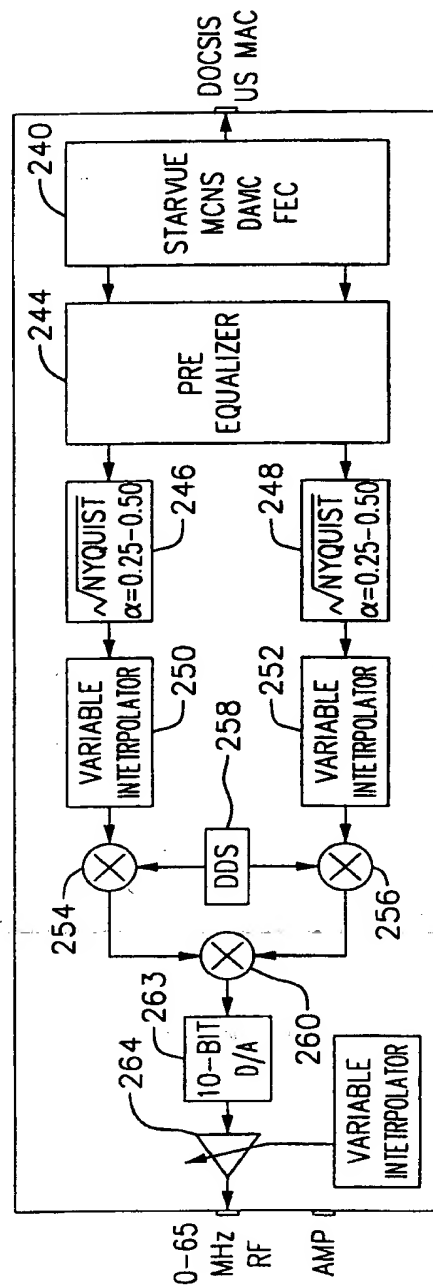 0-65
MHz
RF
AMP
264
263
10-BIT
D/A
260
VARIABLE
INTETRPOLATOR
254
256
258
DDS
VARIABLE
INTETRPOLATOR
250
VARIABLE
INTETRPOLATOR
252
√NYQUIST
α=0.25-0.50
246
√NYQUIST
α=0.25-0.50
248
244
PRE
EQUALIZER
240
STARVUE
MCNS
DAVIC
FEC
DOCSIS
US MAC